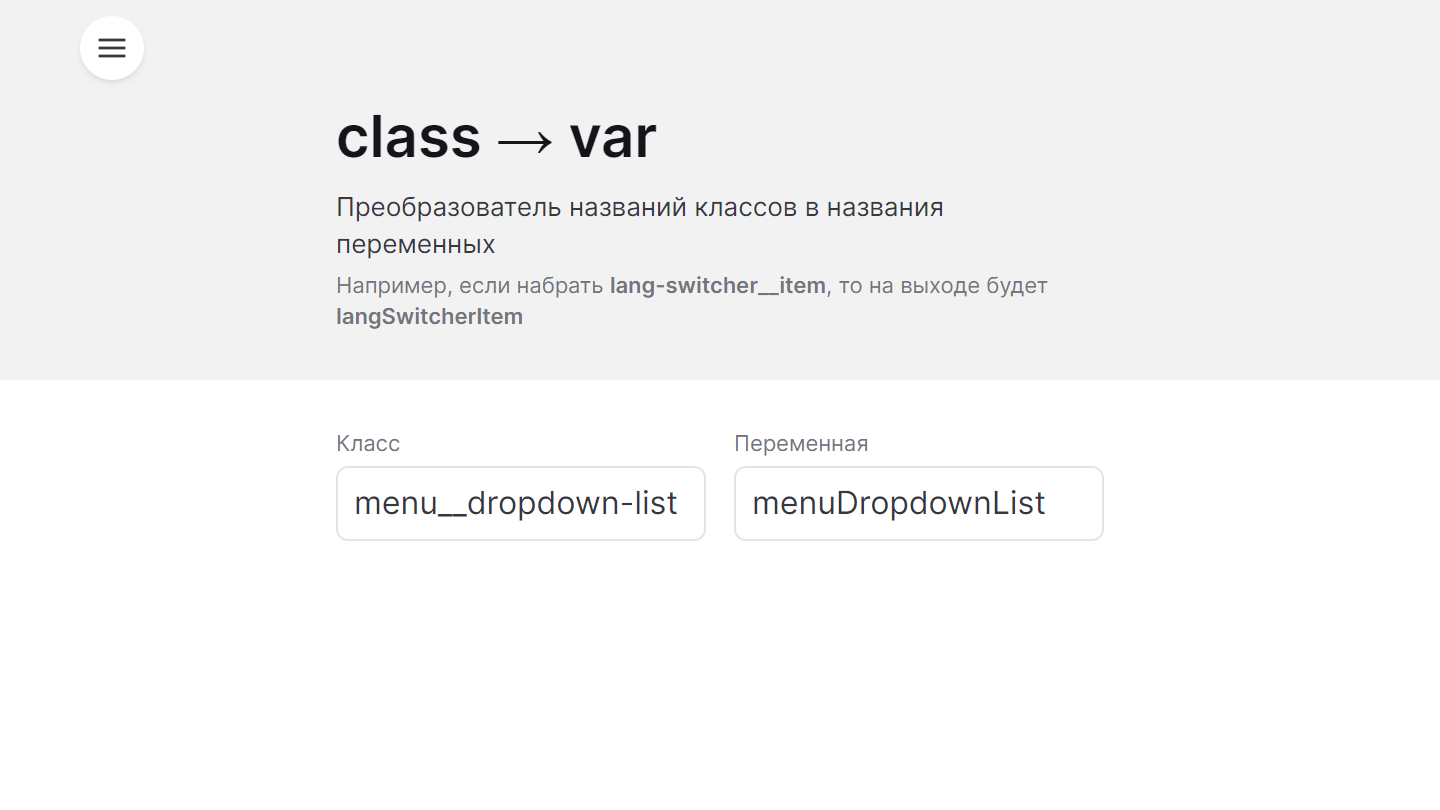 class → var
Преобразователь названий классов в названия
переменных
Например, если набрать lang-switcher__item, то на выходе будет
langSwitcherItem
Класс
Переменная
menu__dropdown-list
menuDropdownList